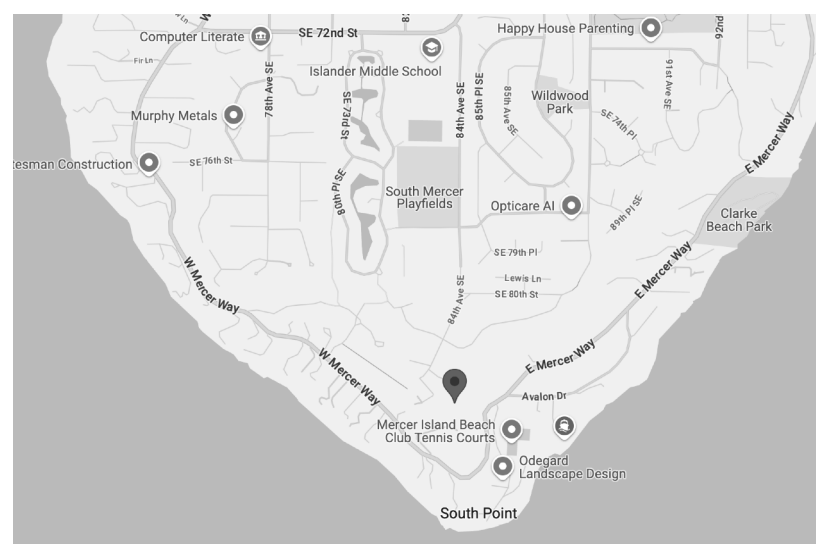 SE 72nd St
Happy House Parenting
92nd
Computer Literate
Fir Ln
Islander Middle School
78th Ave SE
SE 73rd St
84th Ave SE
85th Pl SE
85th Ave SE
Wildwood
Park
91st Ave SE
SE 74th Pl
Murphy Metals
E Mercer Way
SE 76th St
tesman Construction
80th Pl SE
South Mercer
Playfields
Opticare AI
89th Pl SE
Clarke
Beach Park
SE 79th Pl
E Mercer Way
Lewis Ln
SE 80th St
84th Ave SE
W Mercer Way
E Mercer Way
W Mercer Way
Avalon Dr
Mercer Island Beach
Club Tennis Courts
Odegard
Landscape Design
South Point